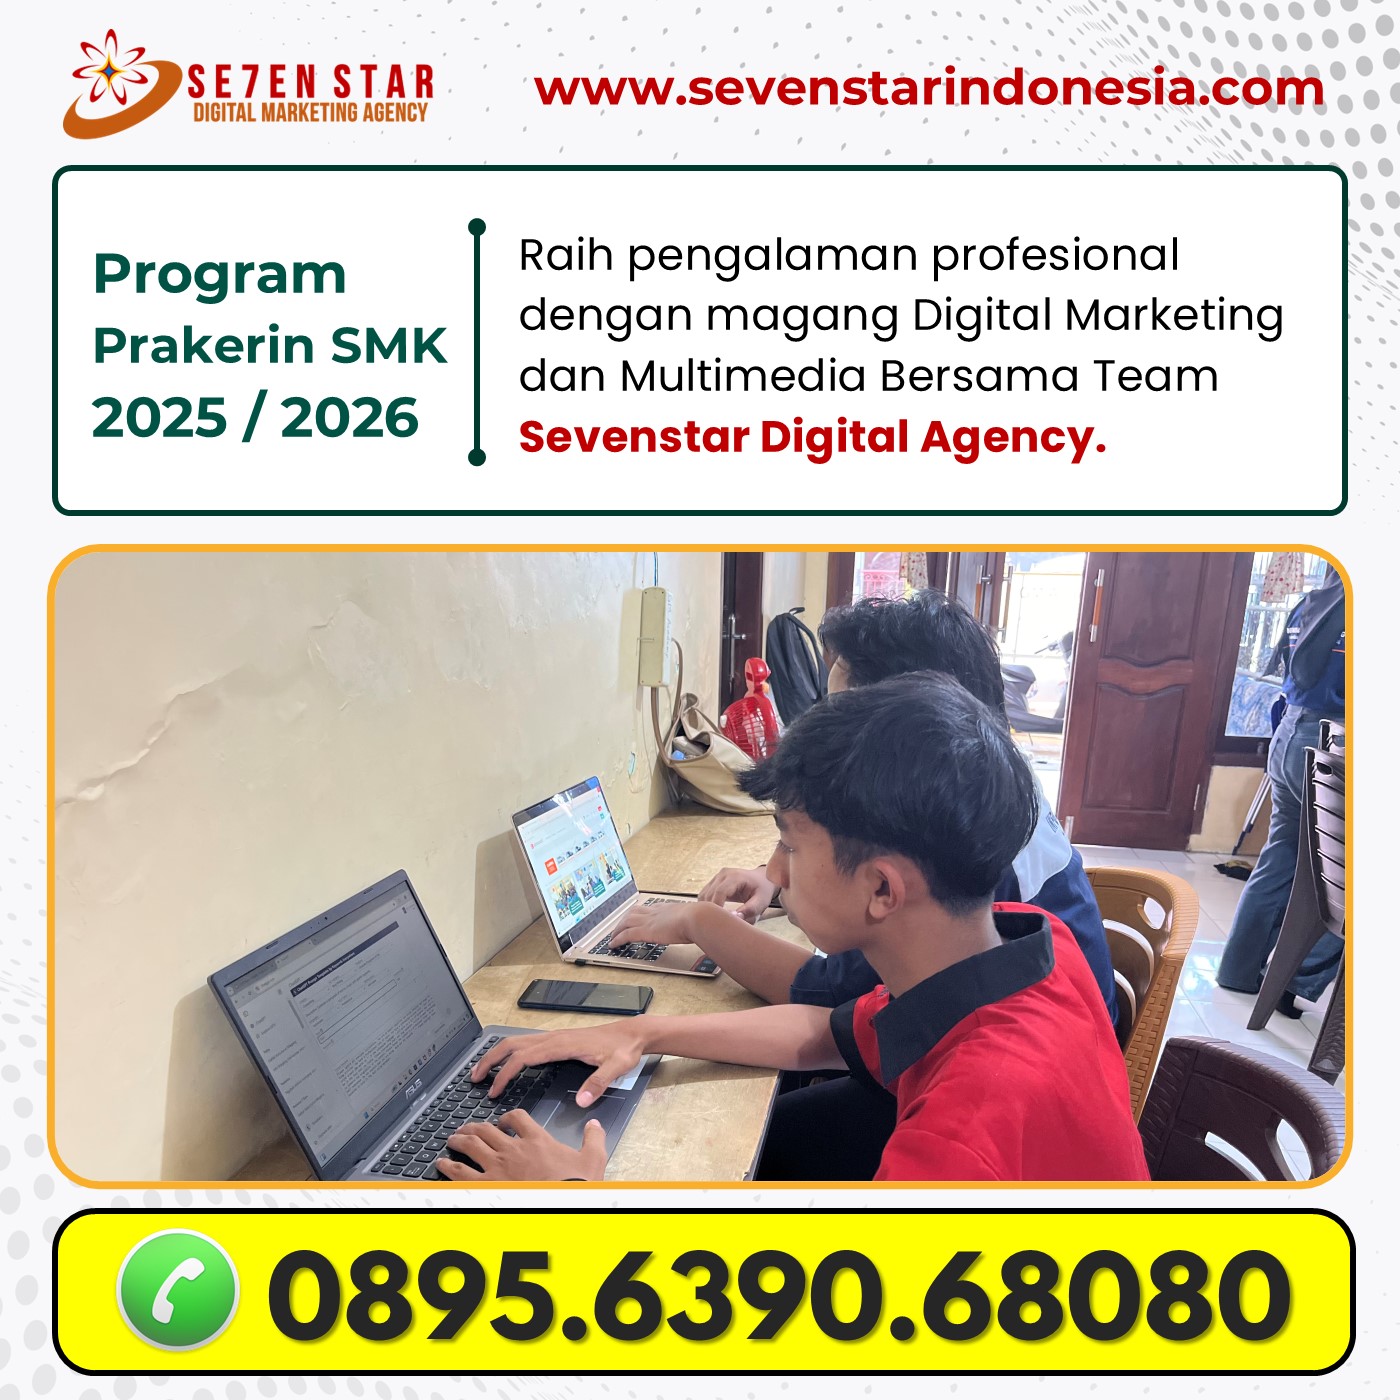 SE7EN STAR
DIGITAL MARKETING AGENCY
www.sevenstarindonesia.com
Program
Prakerin SMK
2025 / 2026
Raih pengalaman profesional
dengan magang Digital Marketing
dan Multimedia Bersama Team
Sevenstar Digital Agency.
ASUS
0895.6390.68080